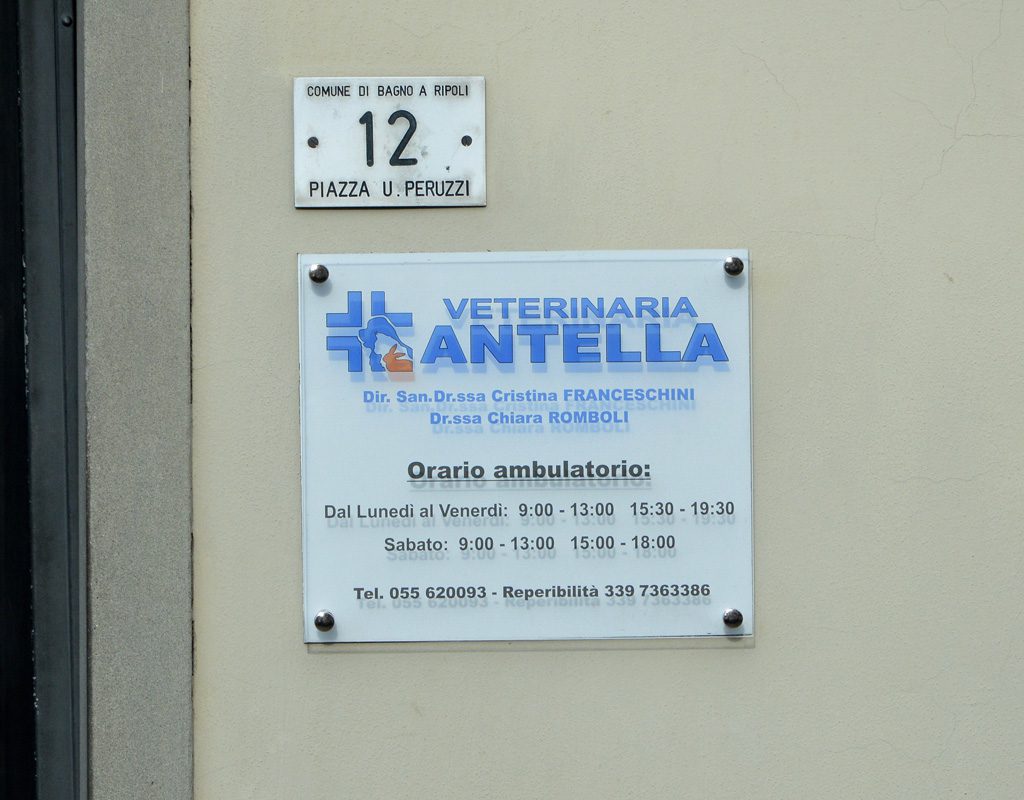 COMUNE DI BAGNO A RIPOLI
12
PIAZZA U. PERUZZI
VETERINARIA
ANTELLA
Dir. San.Dr.ssa Cristina FRANCESCHINI
Dr.ssa Chiara ROMBOLI
Orario ambulatorio:
Dal Lunedì al Venerdì: 9:00 - 13:00 15:30 - 19:30
Sabato: 9:00 - 13:00 15:00 - 18:00
Tel. 055 620093 - Reperibilità 339 7363386